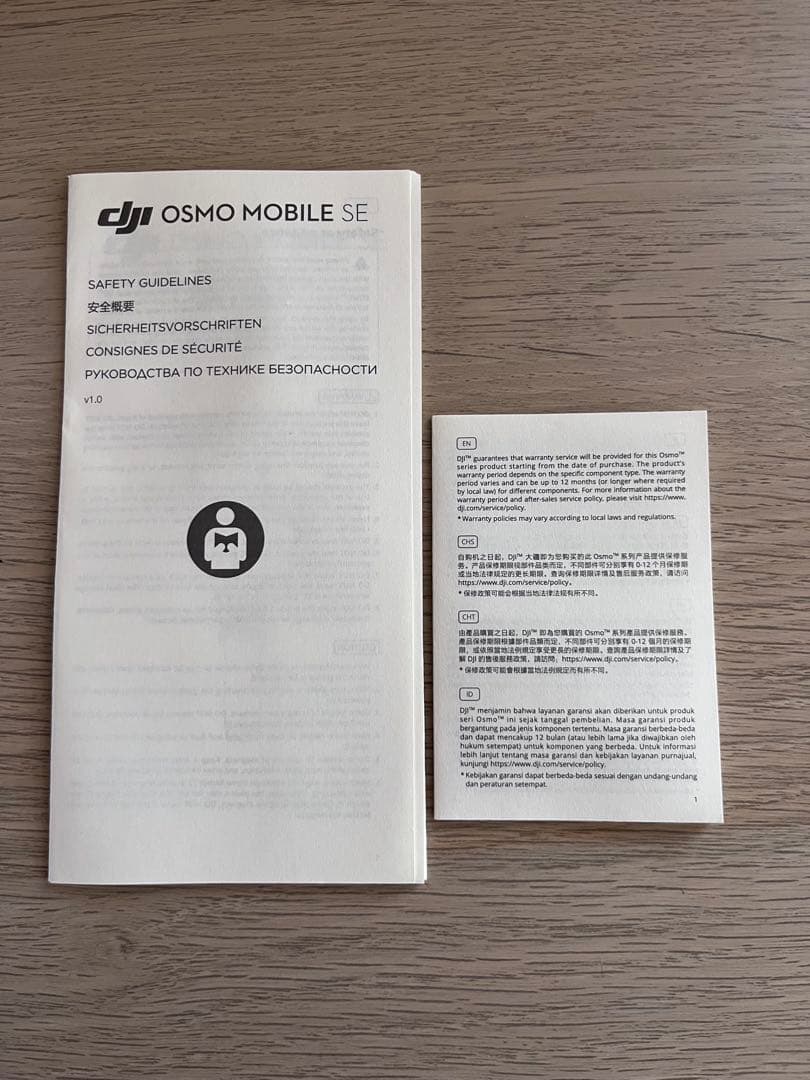 dji OSMO MOBILE SE
SAFETY GUIDELINES
安全概要
SICHERHEITSVORSCHRIFTEN
CONSIGNES DE SÉCURITÉ
РУКОВОДСТВА ПО ТЕХНИКЕ БЕЗОПАСНОСТИ
v1.0
EN
DJI™ guarantees that warranty service will be provided for this Osmo™
series product starting from the date of purchase. The product's
warranty period depends on the specific component type. The warranty
period varies and can be up to 12 months (or longer where required
by local law) for different components. For more information about the
warranty period and after-sales service policy, please visit https://www.
dji.com/service/policy.
* Warranty policies may vary according to local laws and regulations.
CHS
自购机之日起，DJI™ 大疆即为您购买的此 Osmo™ 系列产品提供保修服
务。产品保修期限视部件品类而定，不同部件可分别享有 0-12 个月保修期
或当地法律规定的更长期限。查询保修期限详情及售后服务政策，请访问
https://www.dji.com/service/policy。
* 保修政策可能会根据当地法律法规有所不同。
CHT
由產品購買之日起，DJI™ 即為您購買的 Osmo™ 系列產品提供保修服務。
產品保修期限根據部件品類而定，不同部件可分別享有 0-12 個月的保修期
限，或依照當地法例規定享受更長的保修期限。查詢產品保修期限詳情及了
解 DJI 的售後服務政策，請訪問：https://www.dji.com/service/policy。
* 保修政策可能會根據當地法例規定而有所不同。
ID
DJI™ menjamin bahwa layanan garansi akan diberikan untuk produk
seri Osmo™ ini sejak tanggal pembelian. Masa garansi produk
bergantung pada jenis komponen tertentu. Masa garansi berbeda-beda
dan dapat mencakup 12 bulan (atau lebih lama jika diwajibkan oleh
hukum setempat) untuk komponen yang berbeda. Untuk informasi
lebih lanjut tentang masa garansi dan kebijakan layanan purnajual,
kunjungi https://www.dji.com/service/policy.
* Kebijakan garansi dapat berbeda-beda sesuai dengan undang-undang
dan peraturan setempat.
1